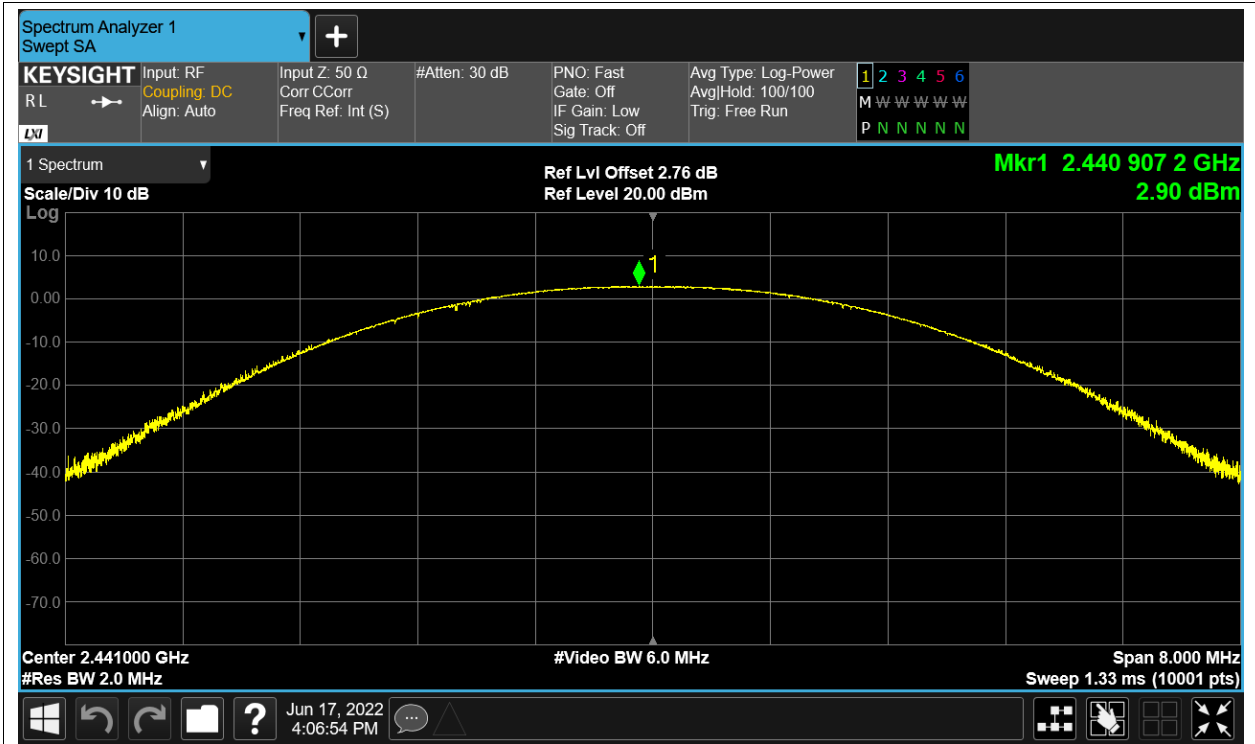 Spectrum Analyzer 1
Swept SA
KEYSIGHT
R L
LXI
Input: RF
Coupling: DC
Align: Auto
Input Z: 50 Ω
Corr CCorr
Freq Ref: Int (S)
#Atten: 30 dB
PNO: Fast
Gate: Off
IF Gain: Low
Sig Track: Off
Avg Type: Log-Power
Avg|Hold: 100/100
Trig: Free Run
1 2 3 4 5 6
M W W W W W W
P N N N N N N
1 Spectrum
Scale/Div 10 dB
Log
Ref Lvl Offset 2.76 dB
Ref Level 20.00 dBm
Mkr1 2.440 907 2 GHz
2.90 dBm
1
10.0
0.00
-10.0
-20.0
-30.0
-40.0
-50.0
-60.0
-70.0
Center 2.441000 GHz
#Res BW 2.0 MHz
#Video BW 6.0 MHz
Span 8.000 MHz
Sweep 1.33 ms (10001 pts)
?
Jun 17, 2022
4:06:54 PM